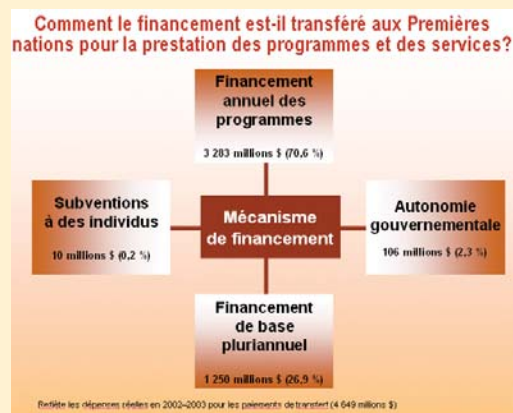 Comment le financement est-il transféré aux Premières
nations pour la prestation des programmes et des services?
Financement
annuel des
programmes
3 283 millions $ (70,6 %)
Subventions
à des individus
10 millions $ (0,2 %)
Mécanisme
de financement
Autonomie
gouvernementale
106 millions $ (2,3 %)
Financement
de base
pluriannuel
1 250 millions $ (26,9 %)
Reflète les dépenses réelles en 2002–2003 pour les paiements de transfert (4 649 millions $)